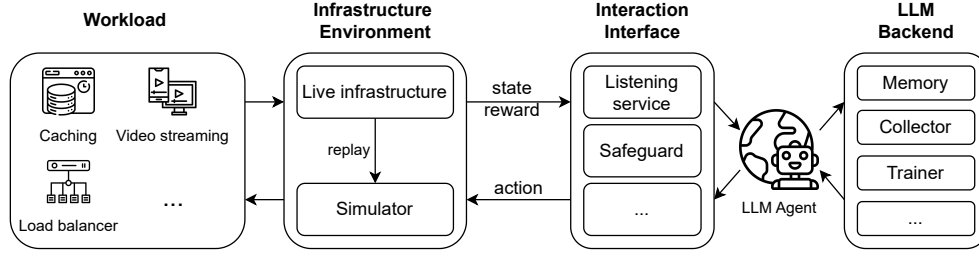 Workload
Infrastructure
Environment
Interaction
Interface
LLM
Backend
Caching
Video streaming
Load balancer
...
Live infrastructure
replay
Simulator
state
reward
action
Listening
service
Safeguard
...
LLM Agent
Memory
Collector
Trainer
...